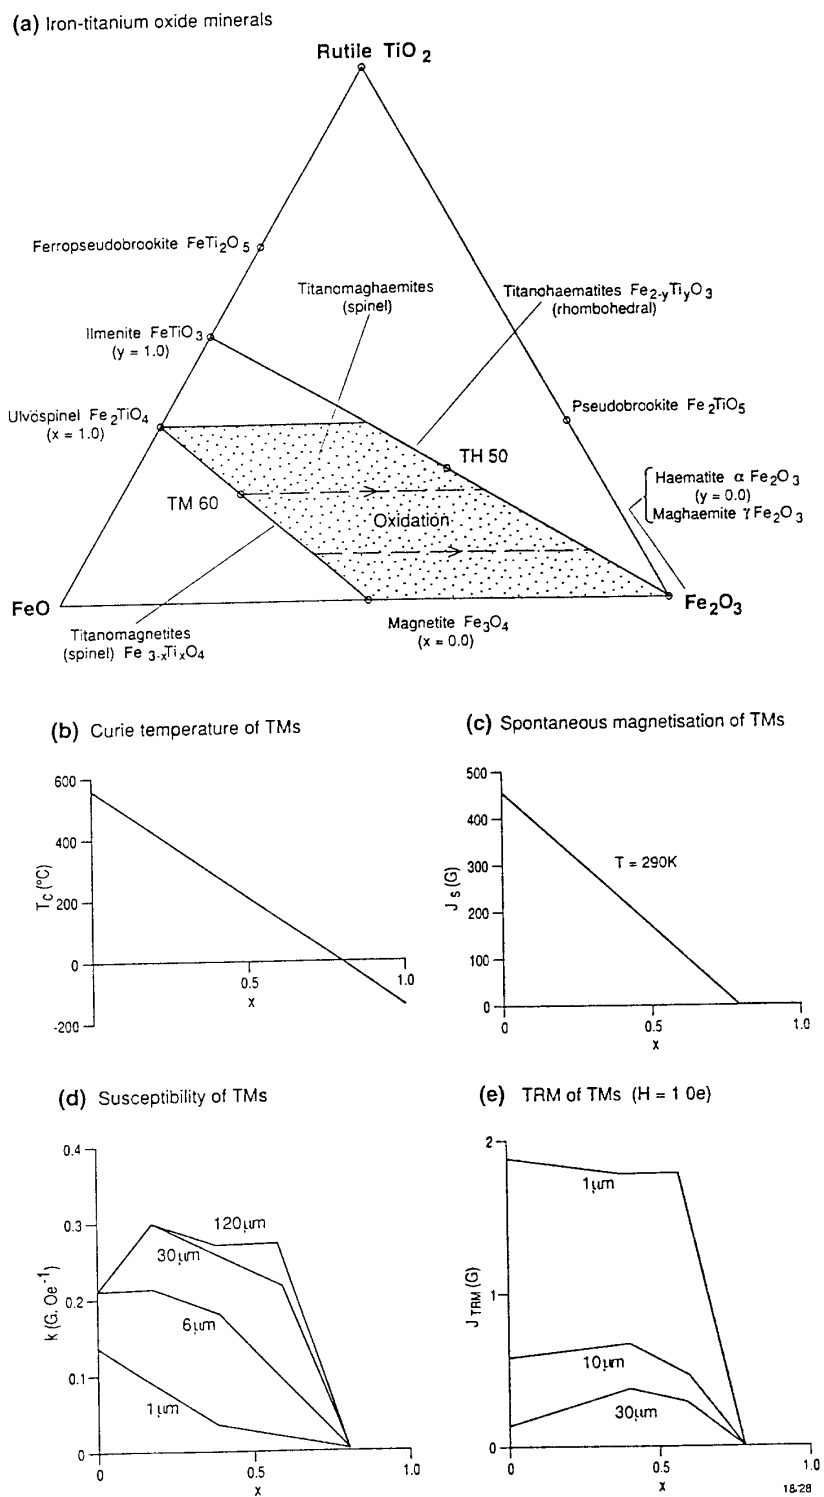 (a) Iron-titanium oxide minerals
Rutile TiO2
Ferropseudobrookite FeTi2O5
Titanomaghaemites
(spinel)
Titanohaematites Fe2-yTiyO3
(rhombohedral)
Ilmenite FeTiO3
(y = 1.0)
Ulvöspinel Fe2TiO4
(x = 1.0)
Pseudobrookite Fe2TiO5
TH 50
Haematite α Fe2O3
(y = 0.0)
Maghaemite γ Fe2O3
TM 60
Oxidation
FeO
Fe2O3
Magnetite Fe3O4
(x = 0.0)
Titanomagnetites
(spinel) Fe 3-xTixO4
(b) Curie temperature of TMs
600
400
200
0
-200
TC (°C)
0.5
1.0
x
(c) Spontaneous magnetisation of TMs
500
400
300
200
100
0
JS (G)
T = 290K
0
0.5
1.0
x
(d) Susceptibility of TMs
0.4
0.3
0.2
0.1
0
k (G. Oe-1)
120µm
30µm
6µm
1µm
0
0.5
1.0
x
(e) TRM of TMs (H = 1 0e)
2
1
0
JTRM (G)
1µm
10µm
30µm
0
0.5
1.0
x
18-28